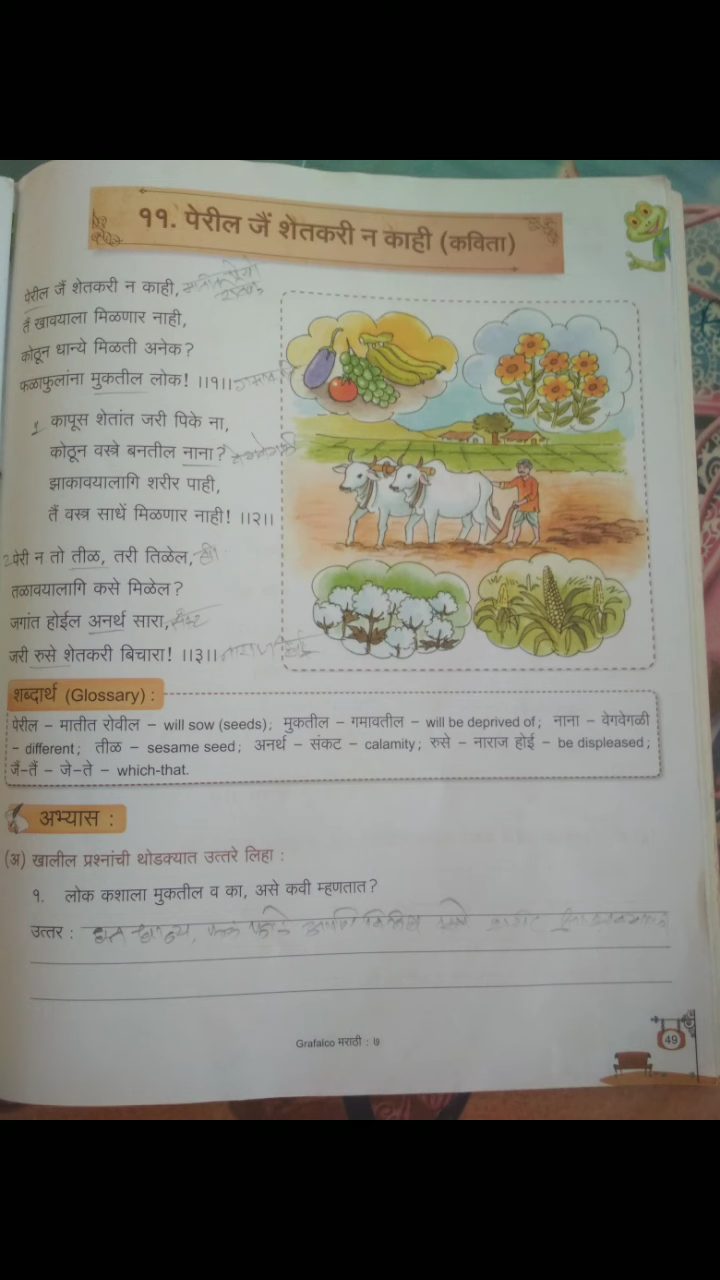 ११. पेरील जैं शेतकरी न काही (कविता)
पेरील जैं शेतकरी न काही,
तैं खावयाला मिळणार नाही,
कोठून धान्ये मिळती अनेक?
फळाफुलांना मुकतील लोक! ।।१।।
कापूस शेतांत जरी पिके ना,
कोठून वस्त्रे बनतील नाना?
झाकावयालागि शरीर पाही,
तैं वस्त्र साधें मिळणार नाही! ।।२।।
पेरी न तो तीळ, तरी तिळेल,
तळावयालागि कसे मिळेल?
जगांत होईल अनर्थ सारा,
जरी रुसे शेतकरी बिचारा! ।।३।।
शब्दार्थ (Glossary) :
पेरील – मातीत रोवील – will sow (seeds); मुकतील – गमावतील – will be deprived of; नाना – वेगवेगळी
– different; तीळ – sesame seed; अनर्थ – संकट – calamity; रुसे – नाराज होई – be displeased;
जैं-तैं – जे-ते – which-that.
अभ्यास :
(अ) खालील प्रश्नांची थोडक्यात उत्तरे लिहा :
१. लोक कशाला मुकतील व का, असे कवी म्हणतात?
उत्तर :
Grafalco मराठी : ७
49